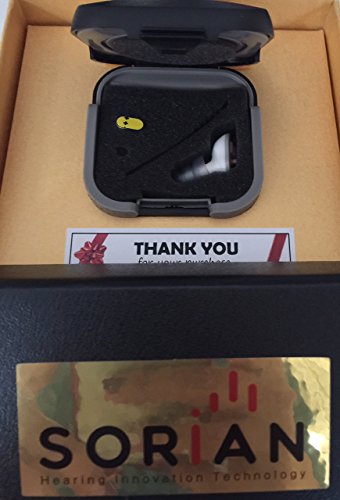 THANK YOU
for your purchase
SORiAN
Hearing Innovation Technology